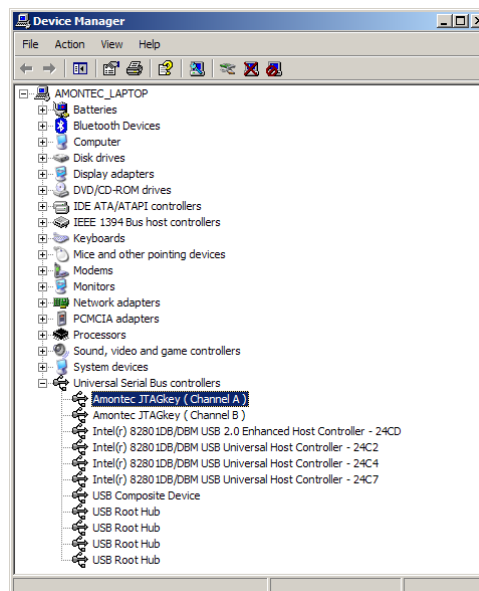 Device Manager
File Action View Help
AMONTEC_LAPTOP
Batteries
Bluetooth Devices
Computer
Disk drives
Display adapters
DVD/CD-ROM drives
IDE ATA/ATAPI controllers
IEEE 1394 Bus host controllers
Keyboards
Mice and other pointing devices
Modems
Monitors
Network adapters
PCMCIA adapters
Processors
Sound, video and game controllers
System devices
Universal Serial Bus controllers
Amontec JTAGkey ( Channel A )
Amontec JTAGkey ( Channel B )
Intel(r) 82801DB/DBM USB 2.0 Enhanced Host Controller - 24CD
Intel(r) 82801DB/DBM USB Universal Host Controller - 24C2
Intel(r) 82801DB/DBM USB Universal Host Controller - 24C4
Intel(r) 82801DB/DBM USB Universal Host Controller - 24C7
USB Composite Device
USB Root Hub
USB Root Hub
USB Root Hub
USB Root Hub